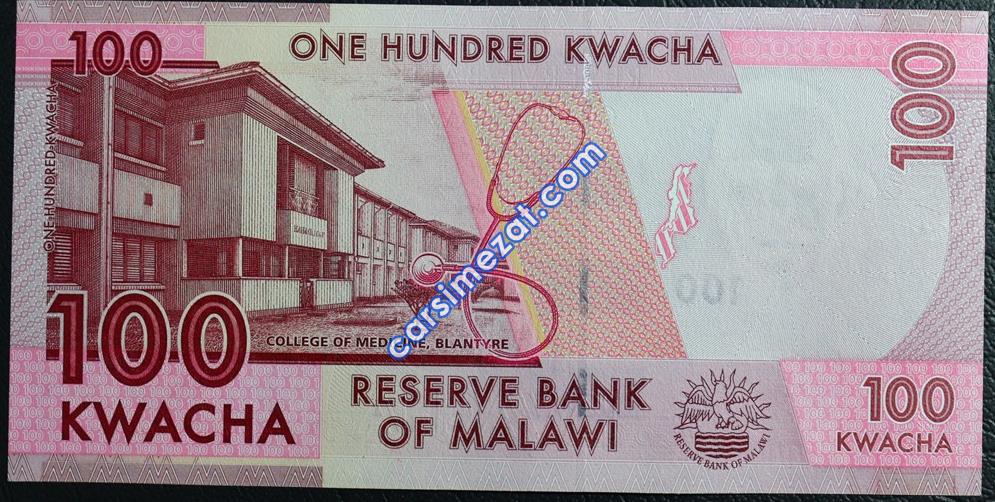 100
ONE HUNDRED KWACHA
100
ONE HUNDRED KWACHA
carsimezat.com
100
COLLEGE OF MEDICINE, BLANTYRE
100
KWACHA
RESERVE BANK
OF MALAWI
RESERVE BANK OF MALAWI
100
KWACHA